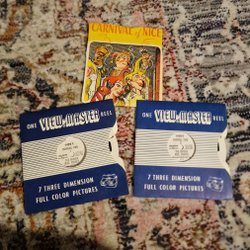 CARNIVAL of NICE
ONE VIEW-MASTER REEL
7 THREE DIMENSION
FULL COLOR PICTURES
ONE VIEW-MASTER REEL
7 THREE DIMENSION
FULL COLOR PICTURES